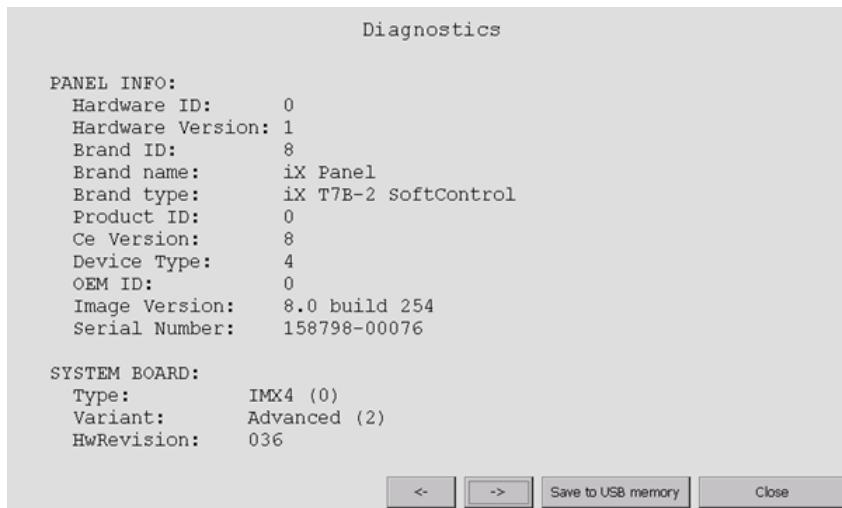 Diagnostics
PANEL INFO:
Hardware ID: 0
Hardware Version: 1
Brand ID: 8
Brand name: iX Panel
Brand type: iX T7B-2 SoftControl
Product ID: 0
Ce Version: 8
Device Type: 4
OEM ID: 0
Image Version: 8.0 build 254
Serial Number: 158798-00076
SYSTEM BOARD:
Type: IMX4 (0)
Variant: Advanced (2)
HwRevision: 036
<- -> Save to USB memory Close